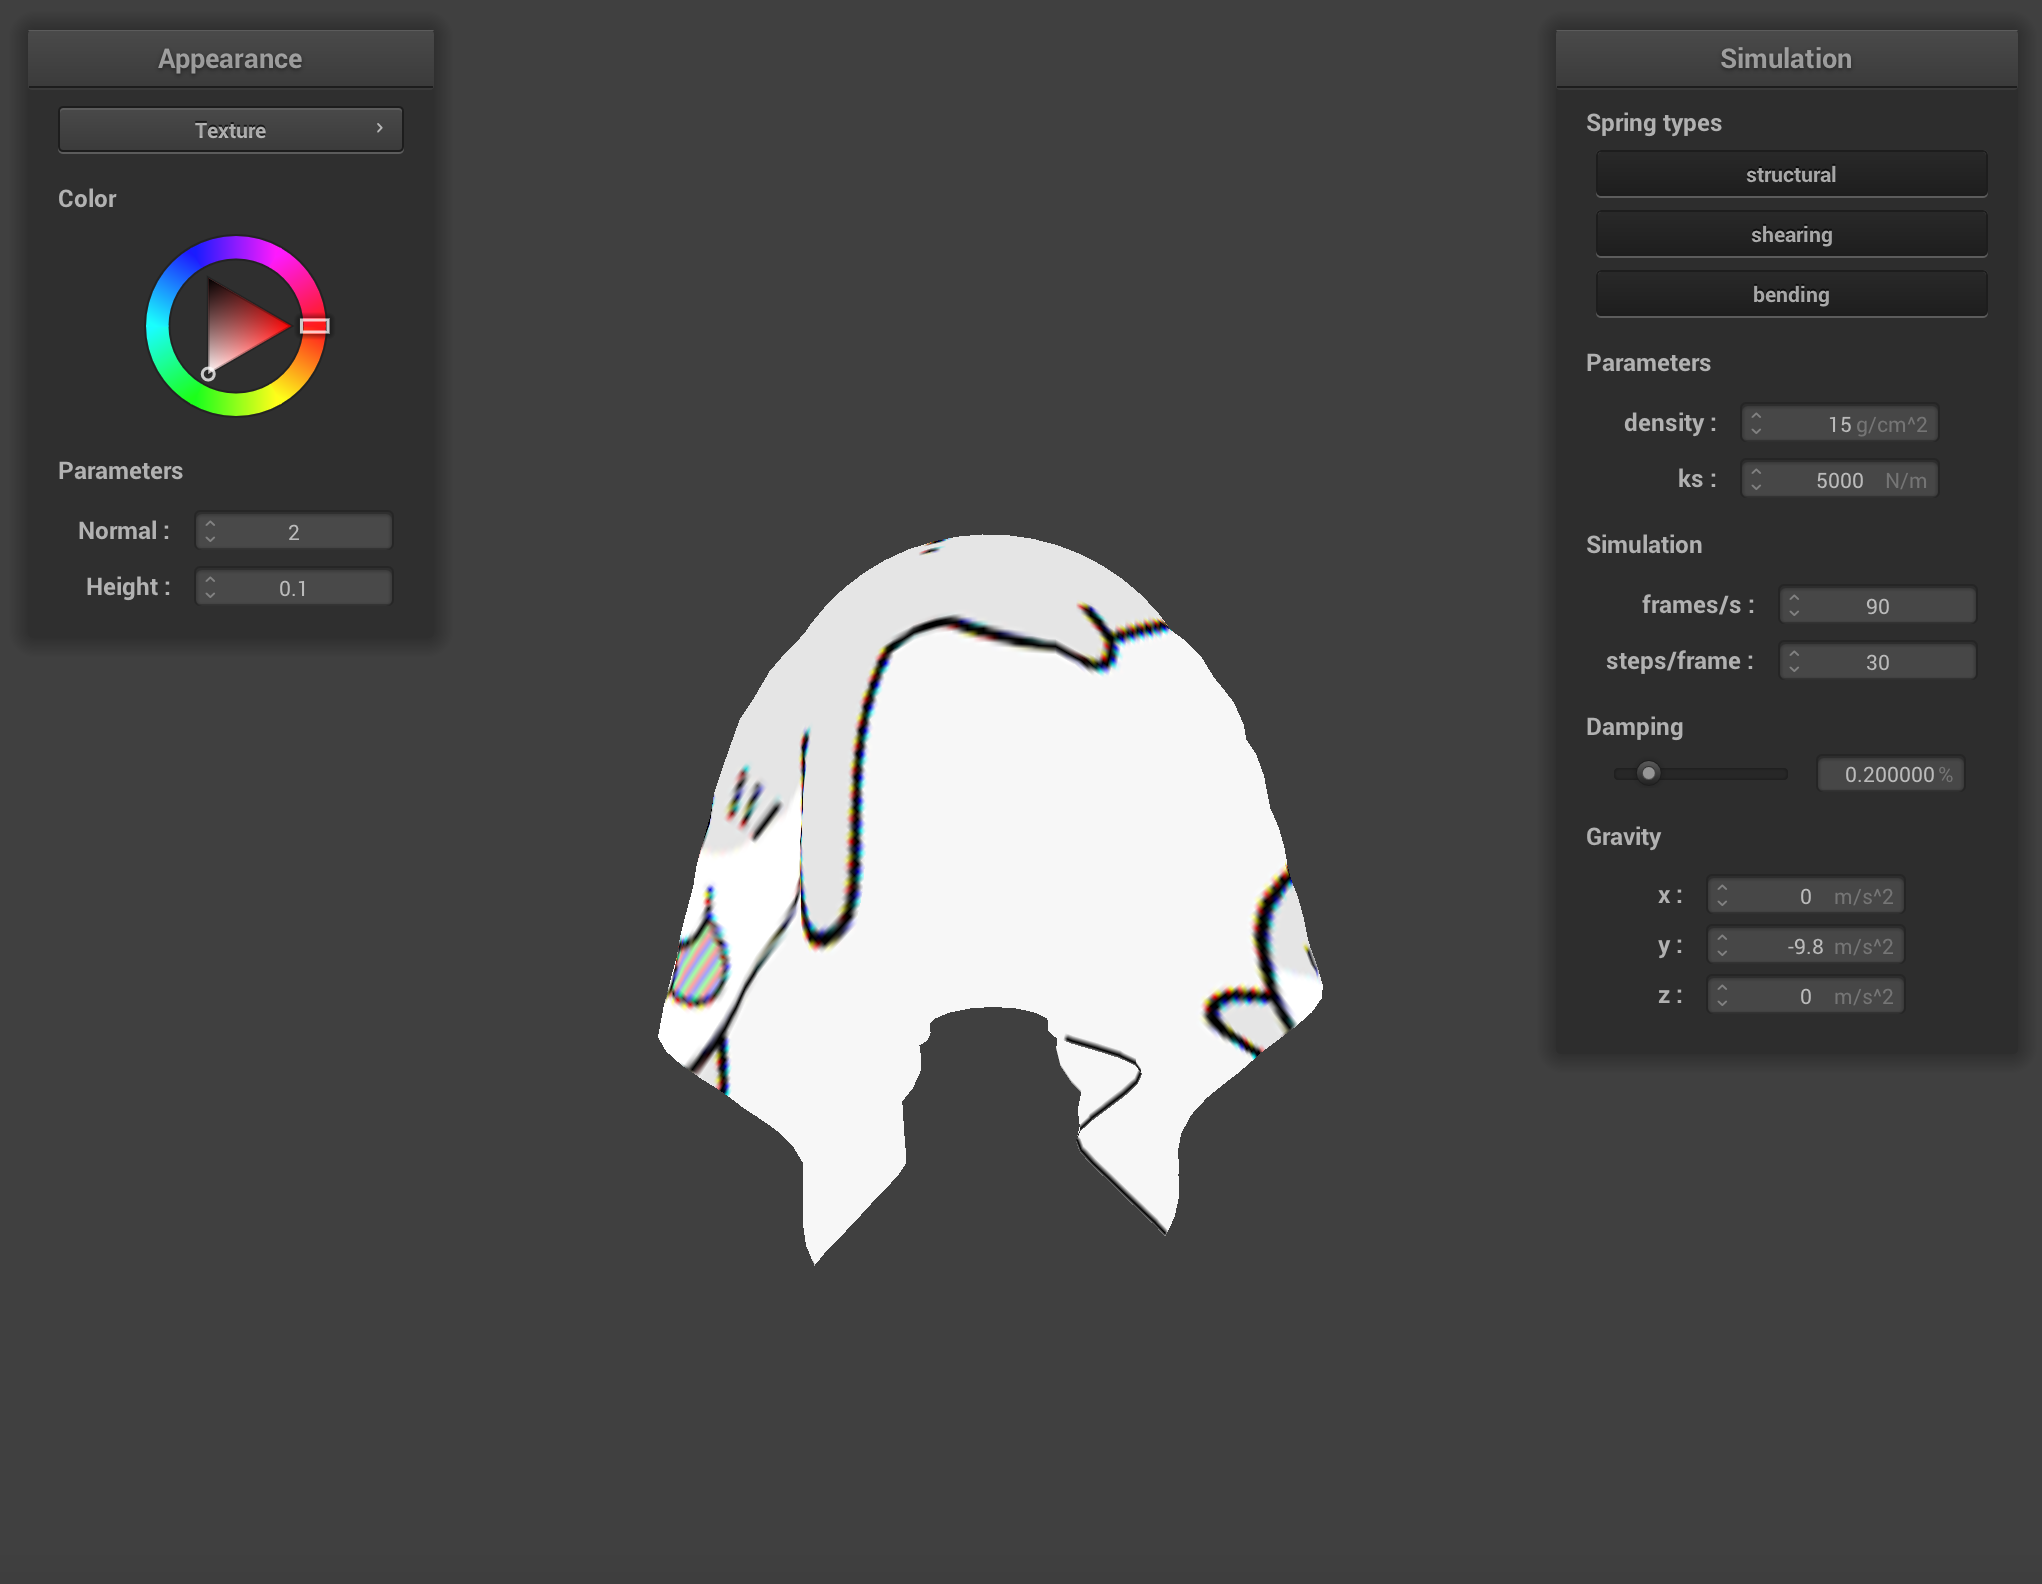 Appearance
Texture
Color
Parameters
Normal : 2
Height : 0.1
Simulation
Spring types
structural
shearing
bending
Parameters
density : 15 g/cm^2
ks : 5000 N/m
Simulation
frames/s : 90
steps/frame : 30
Damping
0.200000 %
Gravity
x : 0 m/s^2
y : -9.8 m/s^2
z : 0 m/s^2